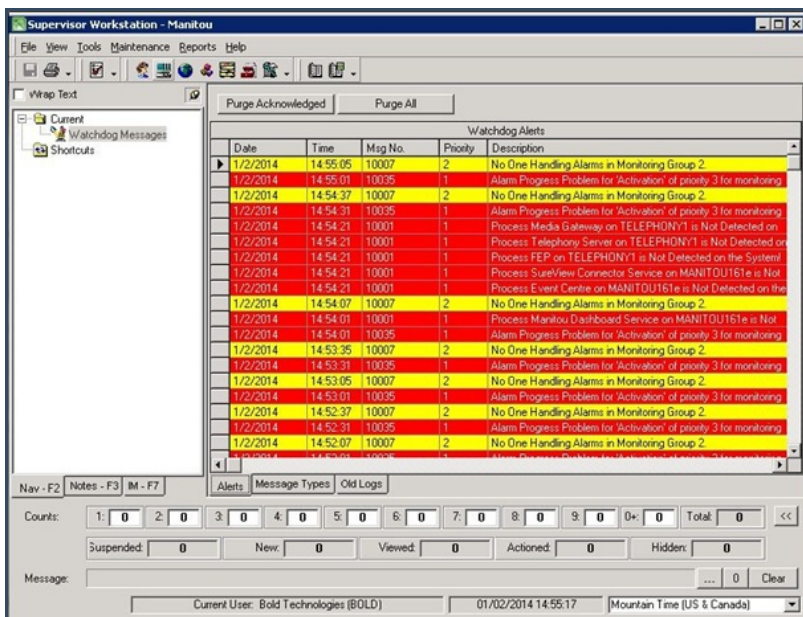 Supervisor Workstation - Manitou
File View Tools Maintenance Reports Help
Wrap Text
Current
Watchdog Messages
Shortcuts
Purge Acknowledged Purge All
Watchdog Alerts
Date Time Msg No. Priority Description
1/2/2014 14:55:05 10007 2 No One Handling Alarms in Monitoring Group 2.
1/2/2014 14:55:01 10035 1 Alarm Progress Problem for 'Activation' of priority 3 for monitoring
1/2/2014 14:54:37 10007 2 No One Handling Alarms in Monitoring Group 2.
1/2/2014 14:54:31 10035 1 Alarm Progress Problem for 'Activation' of priority 3 for monitoring
1/2/2014 14:54:21 10001 1 Process Media Gateway on TELEPHONY1 is Not Detected on
1/2/2014 14:54:21 10001 1 Process Telephony Server on TELEPHONY1 is Not Detected on
1/2/2014 14:54:21 10001 1 Process FEP on TELEPHONY1 is Not Detected on the System!
1/2/2014 14:54:21 10001 1 Process SureView Connector Service on MANITOU161e is Not
1/2/2014 14:54:21 10001 1 Process Event Centre on MANITOU161e is Not Detected on the
1/2/2014 14:54:07 10007 2 No One Handling Alarms in Monitoring Group 2.
1/2/2014 14:54:01 10001 1 Process Manitou Dashboard Service on MANITOU161e is Not
1/2/2014 14:54:01 10035 1 Alarm Progress Problem for 'Activation' of priority 3 for monitoring
1/2/2014 14:53:35 10007 2 No One Handling Alarms in Monitoring Group 2.
1/2/2014 14:53:31 10035 1 Alarm Progress Problem for 'Activation' of priority 3 for monitoring
1/2/2014 14:53:05 10007 2 No One Handling Alarms in Monitoring Group 2.
1/2/2014 14:53:01 10035 1 Alarm Progress Problem for 'Activation' of priority 3 for monitoring
1/2/2014 14:52:37 10007 2 No One Handling Alarms in Monitoring Group 2.
1/2/2014 14:52:31 10035 1 Alarm Progress Problem for 'Activation' of priority 3 for monitoring
1/2/2014 14:52:07 10007 2 No One Handling Alarms in Monitoring Group 2.
Nav - F2 Notes - F3 IM - F7
Alerts Message Types Old Logs
Counts: 1: 0 2: 0 3: 0 4: 0 5: 0 6: 0 7: 0 8: 0 9: 0 0+: 0 Total: 0 <<
Suspended: 0 New: 0 Viewed: 0 Actioned: 0 Hidden: 0
Message: ... 0 Clear
Current User: Bold Technologies (BOLD) 01/02/2014 14:55:17 Mountain Time (US & Canada)